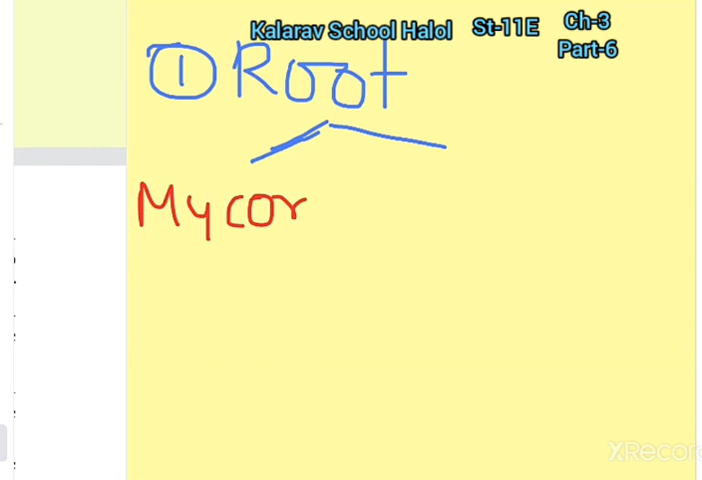 Kalarav School Halol St-11E Ch-3
Part-6
① Root
Mycor
XRecor